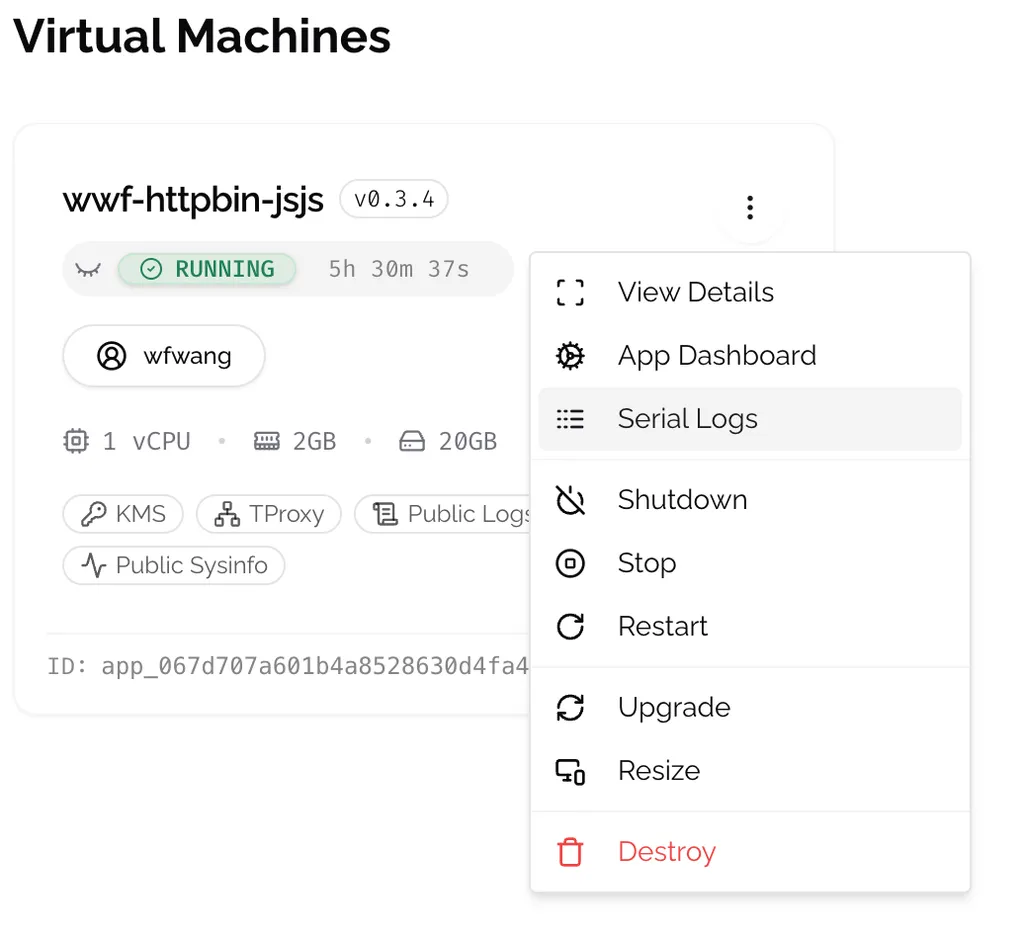 Virtual Machines
wwf-httpbin-jsjs v0.3.4
RUNNING 5h 30m 37s
wfwang
1 vCPU • 2GB • 20GB
KMS TProxy Public Logs
Public Sysinfo
ID: app_067d707a601b4a8528630d4fa4
View Details
App Dashboard
Serial Logs
Shutdown
Stop
Restart
Upgrade
Resize
Destroy